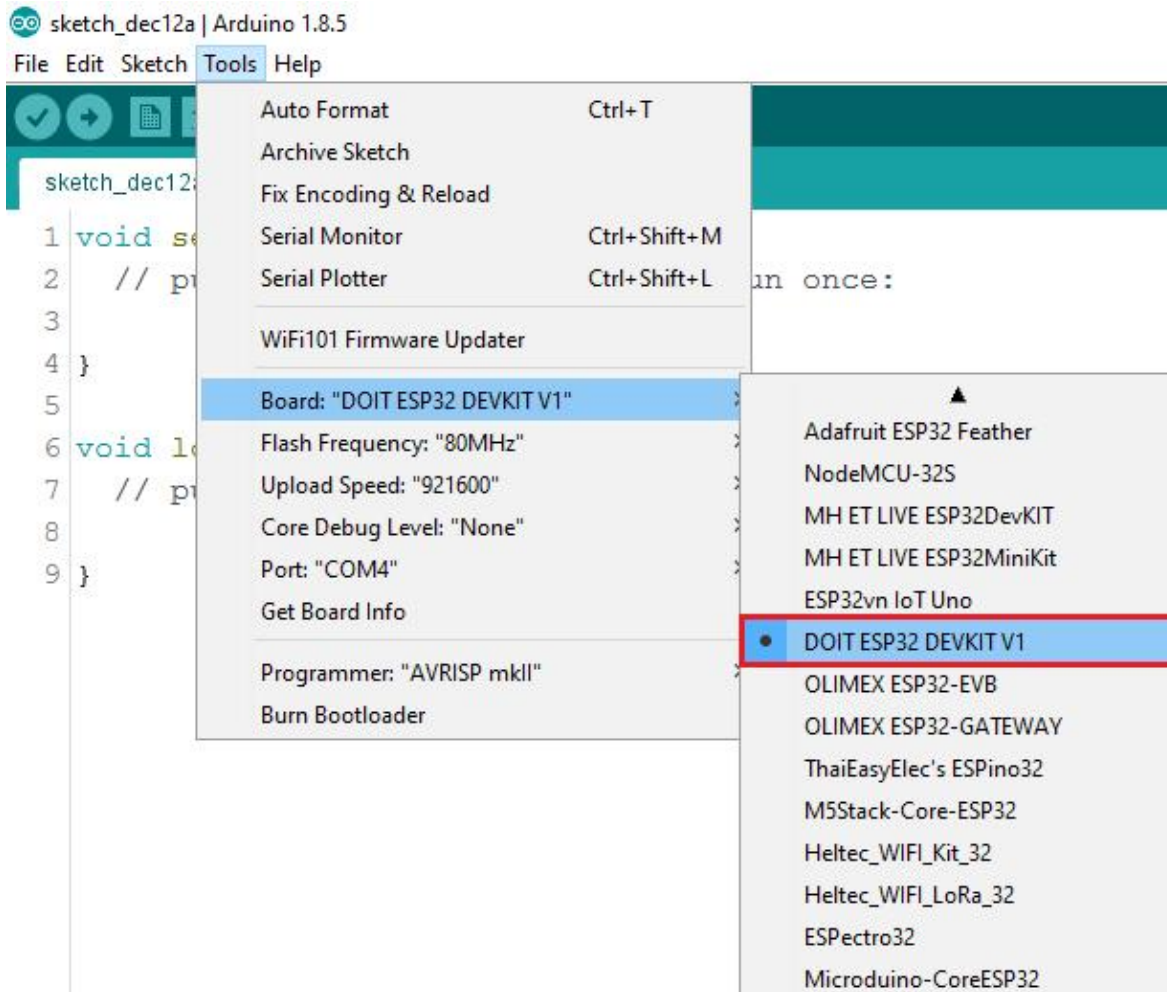 sketch_dec12a | Arduino 1.8.5
File Edit Sketch Tools Help
Auto Format Ctrl+T
Archive Sketch
Fix Encoding & Reload
Serial Monitor Ctrl+Shift+M
Serial Plotter Ctrl+Shift+L
WiFi101 Firmware Updater
Board: "DOIT ESP32 DEVKIT V1"
Flash Frequency: "80MHz"
Upload Speed: "921600"
Core Debug Level: "None"
Port: "COM4"
Get Board Info
Programmer: "AVRISP mkII"
Burn Bootloader
sketch_dec12a
1 void se
2 // pu un once:
3
4 }
5
6 void lo
7 // pu
8
9 }
Adafruit ESP32 Feather
NodeMCU-32S
MH ET LIVE ESP32DevKIT
MH ET LIVE ESP32MiniKit
ESP32vn IoT Uno
DOIT ESP32 DEVKIT V1
OLIMEX ESP32-EVB
OLIMEX ESP32-GATEWAY
ThaiEasyElec's ESPino32
M5Stack-Core-ESP32
Heltec_WIFI_Kit_32
Heltec_WIFI_LoRa_32
ESPectro32
Microduino-CoreESP32